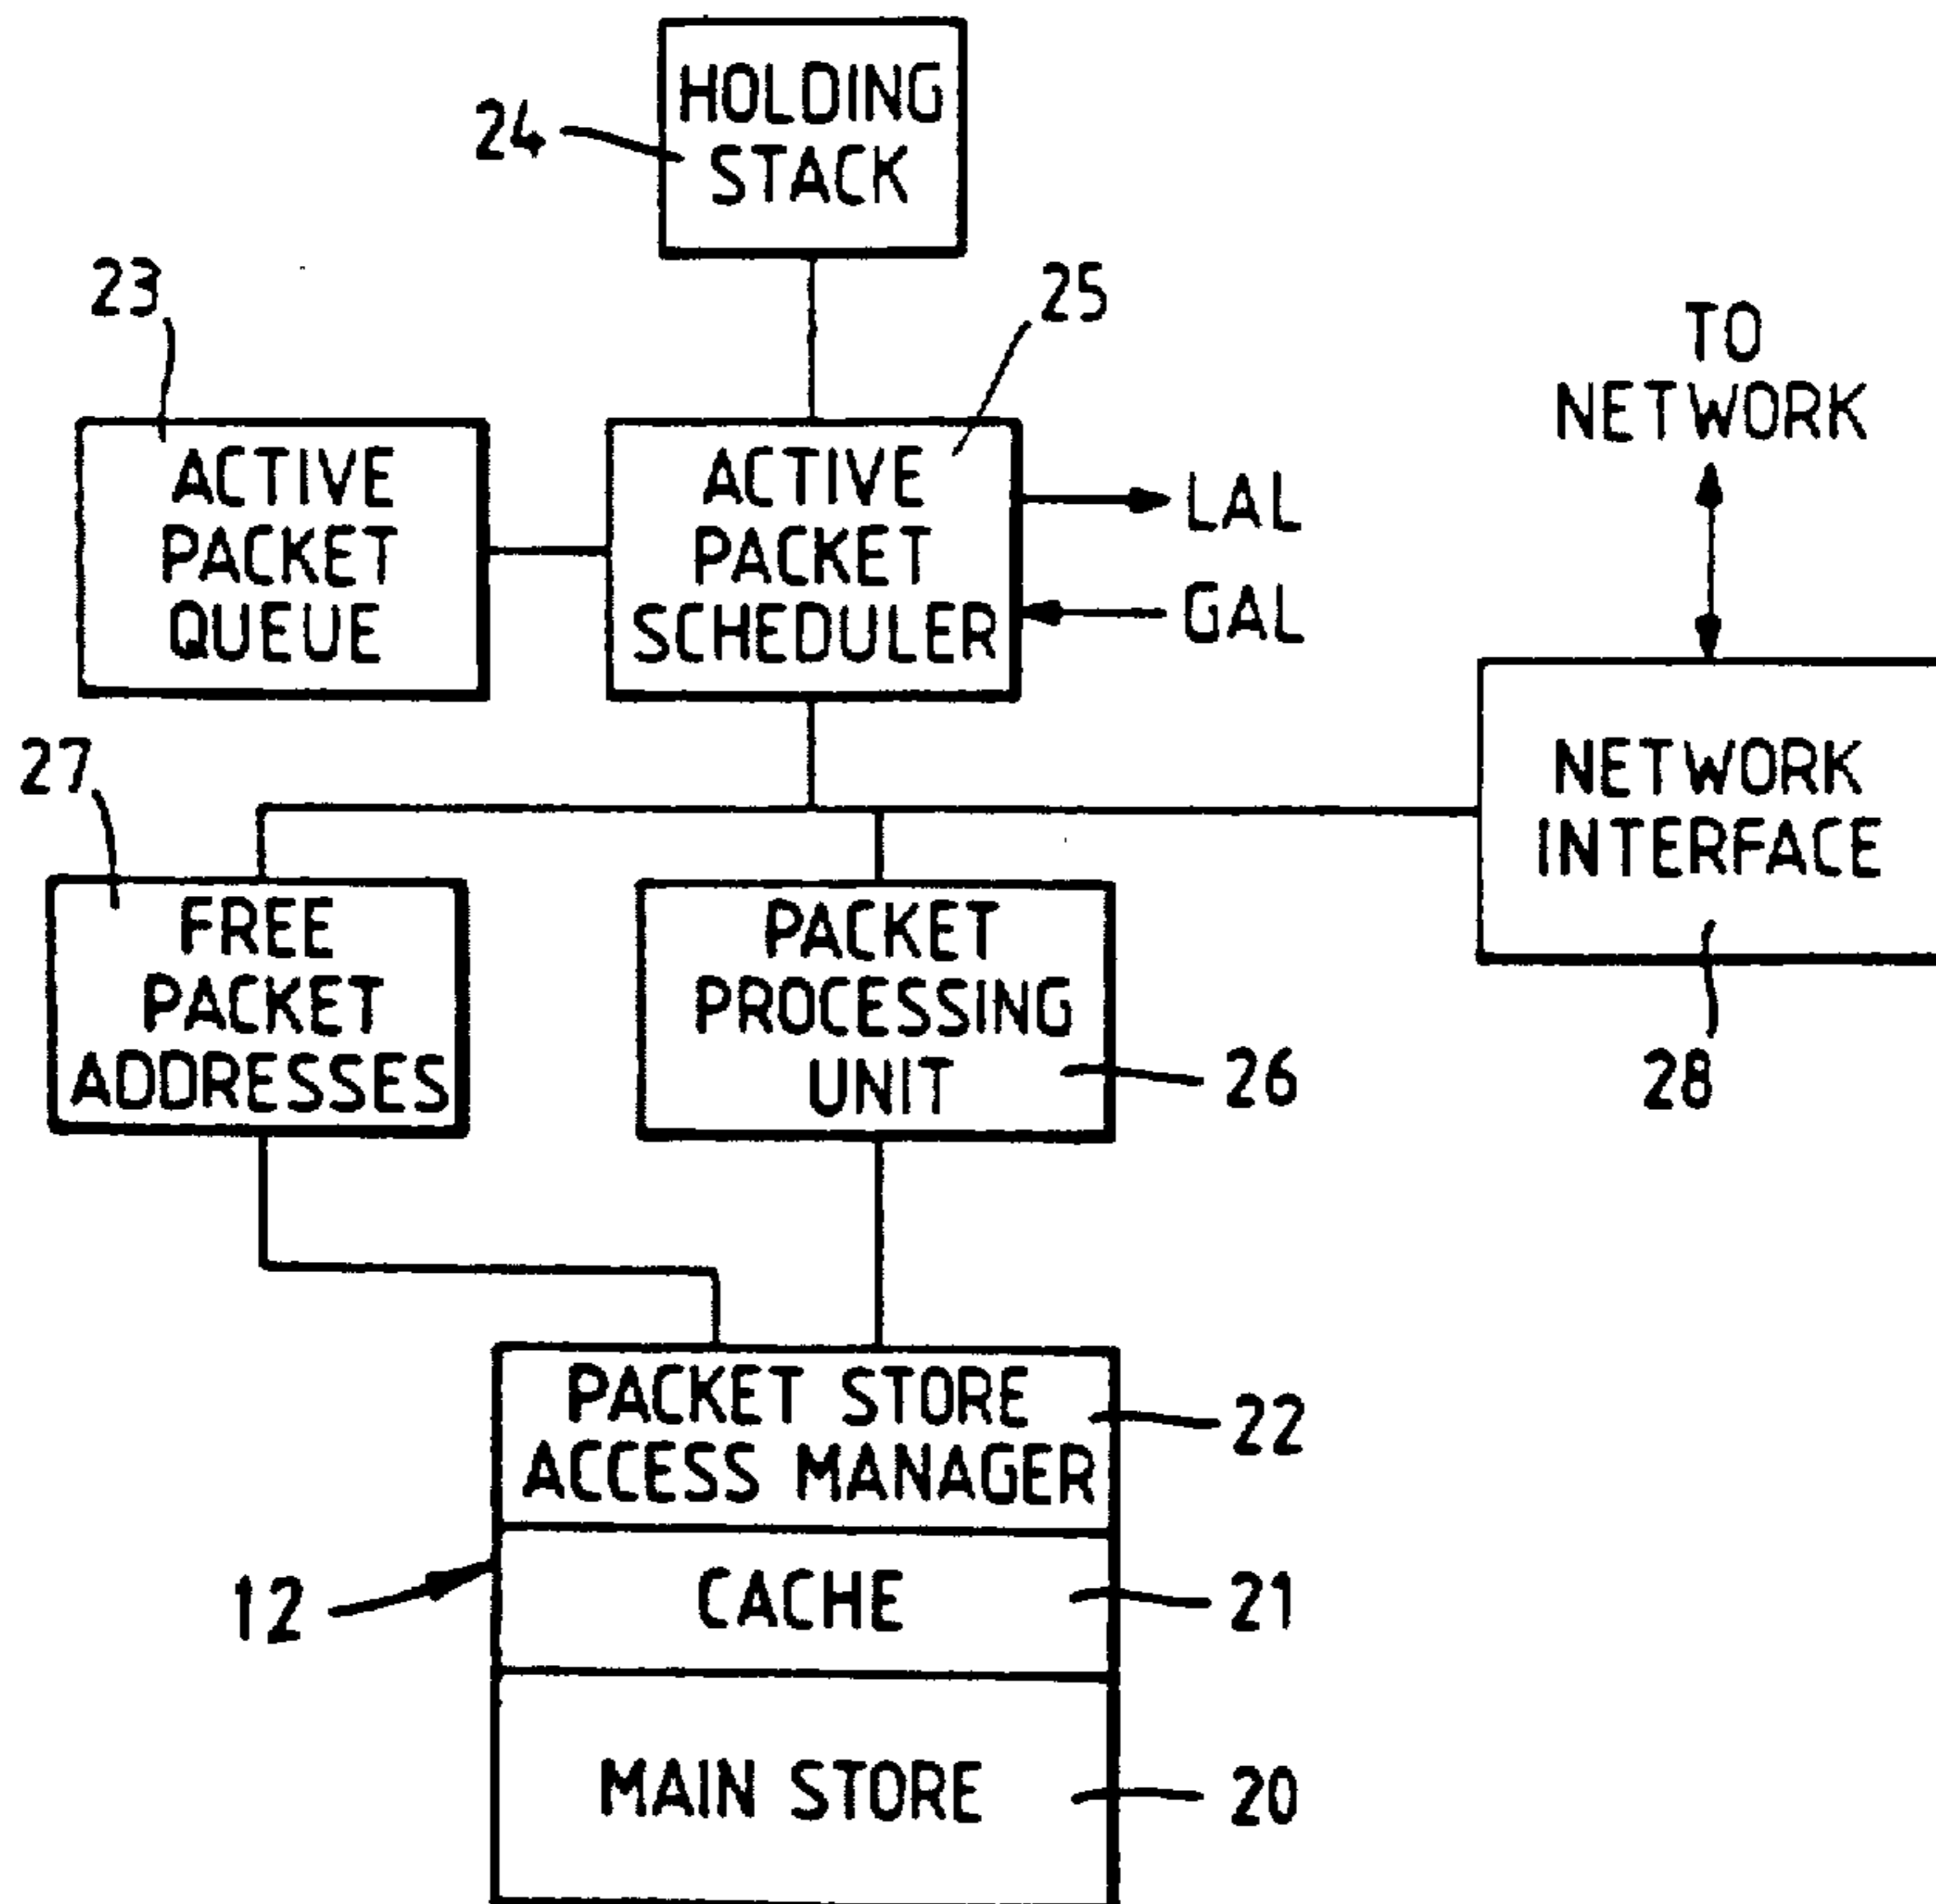 HOLDING
STACK
24
23
25
TO
NETWORK
ACTIVE
PACKET
QUEUE
ACTIVE
PACKET
SCHEDULER
LAL
GAL
27
NETWORK
INTERFACE
28
FREE
PACKET
ADDRESSES
PACKET
PROCESSING
UNIT
26
PACKET STORE
ACCESS MANAGER
22
12
CACHE
21
MAIN STORE
20